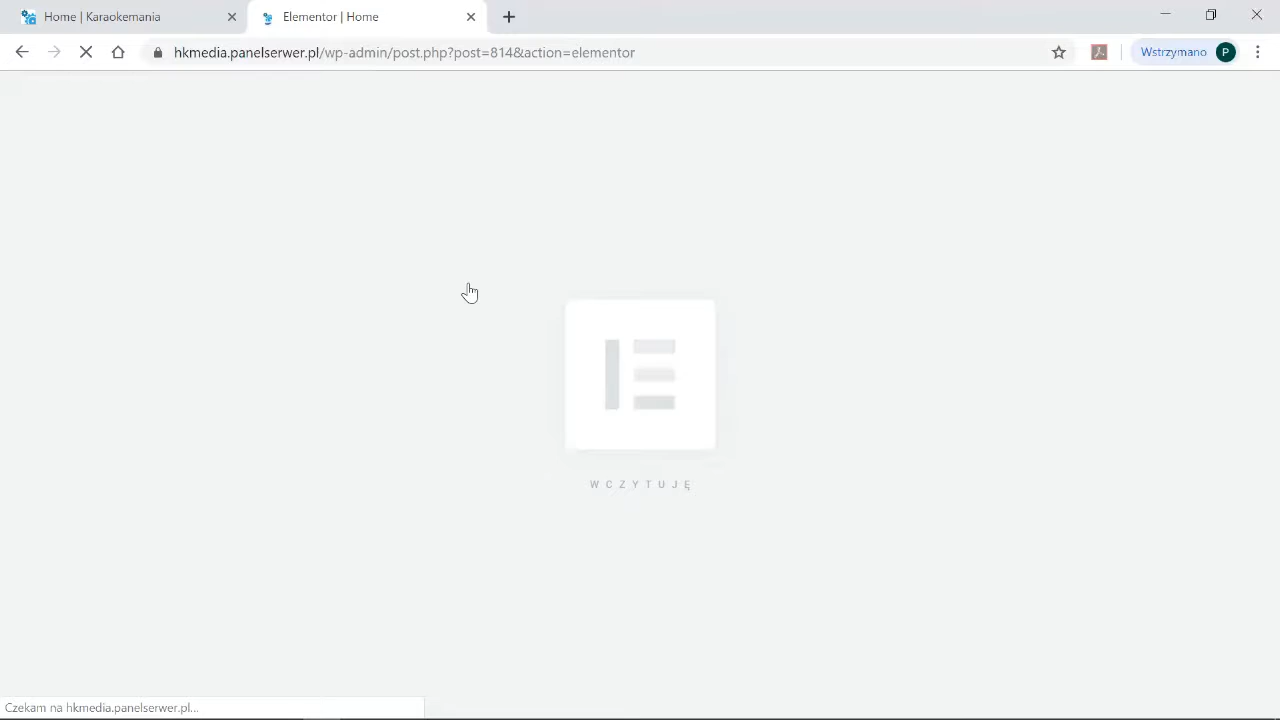 Home | Karaokemania
Elementor | Home
hkmedia.panelserwer.pl/wp-admin/post.php?post=814&action=elementor
Wstrzymano
P
WCZYTUJĘ
Czekam na hkmedia.panelserwer.pl...